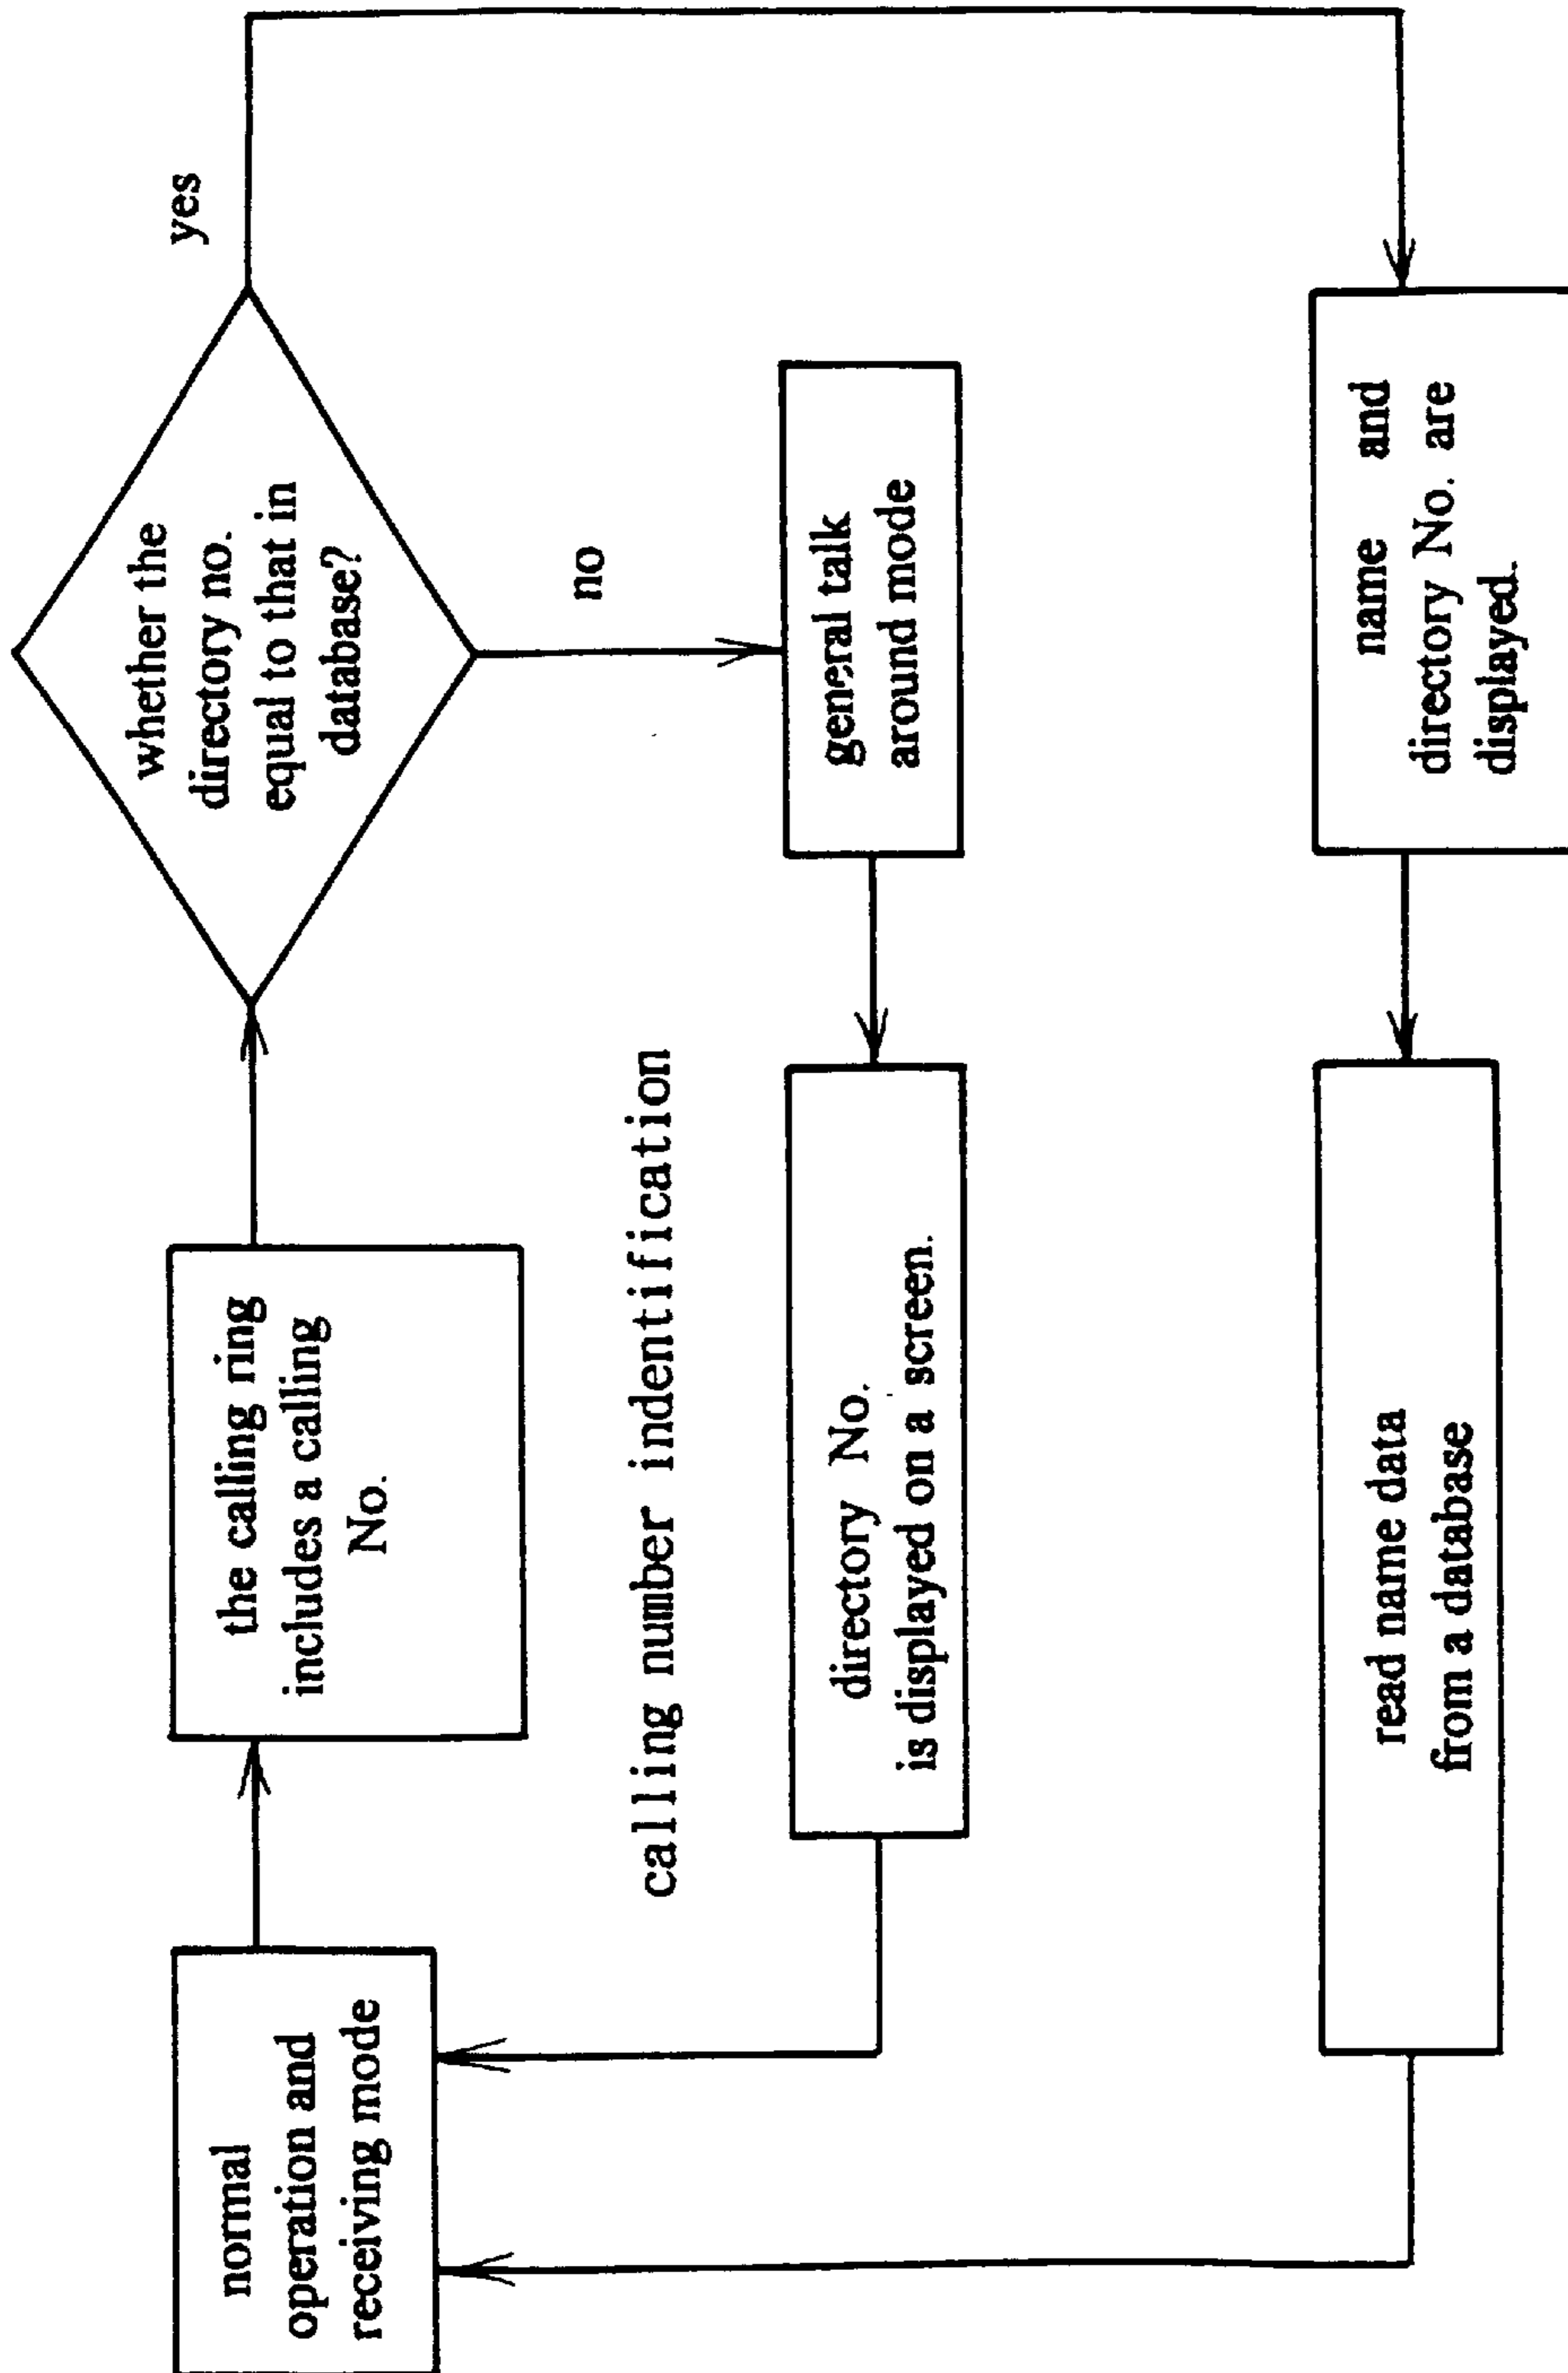 normal
operation and
receiving mode
the calling ring
includes a calling
No.
whether the
directory no.
equal to that in
database?
yes
no
calling number indentification
general talk
around mode
directory No.
is displayed on a screen.
name and
directory No. are
displayed.
read name data
from a database